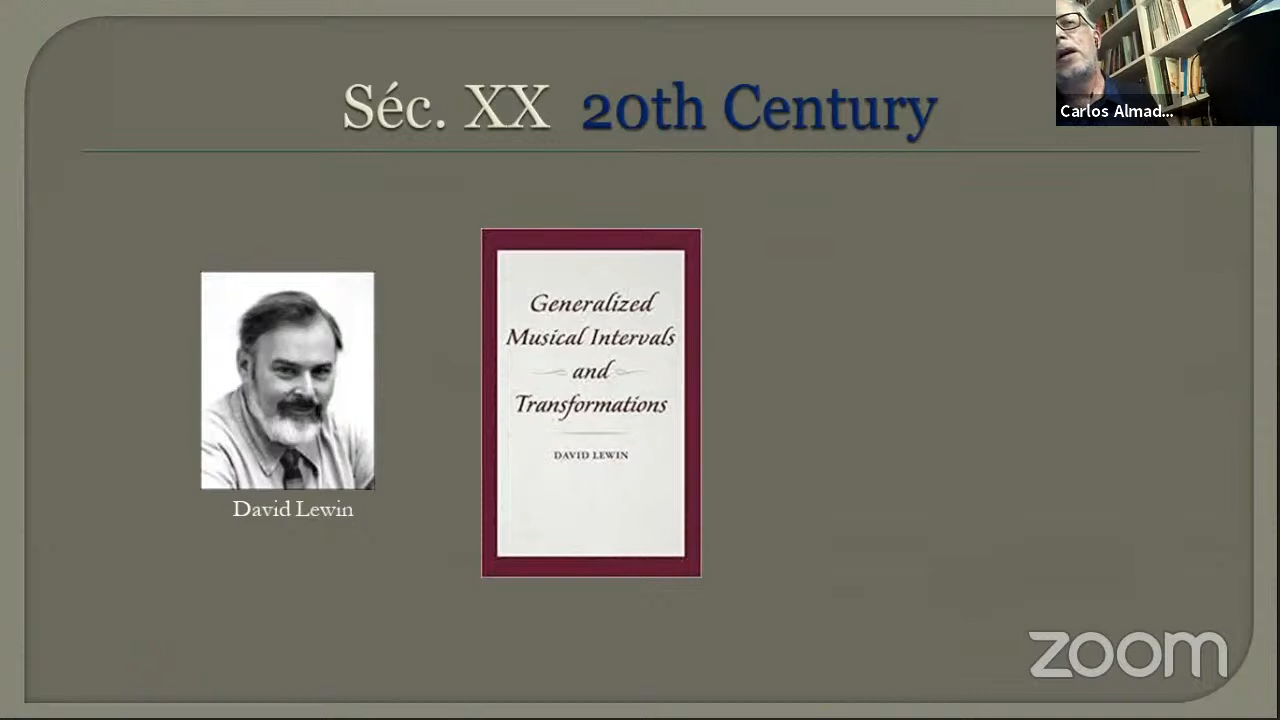 Séc. XX 20th Century
Carlos Almad...
Generalized
Musical Intervals
and
Transformations
DAVID LEWIN
David Lewin
zoom